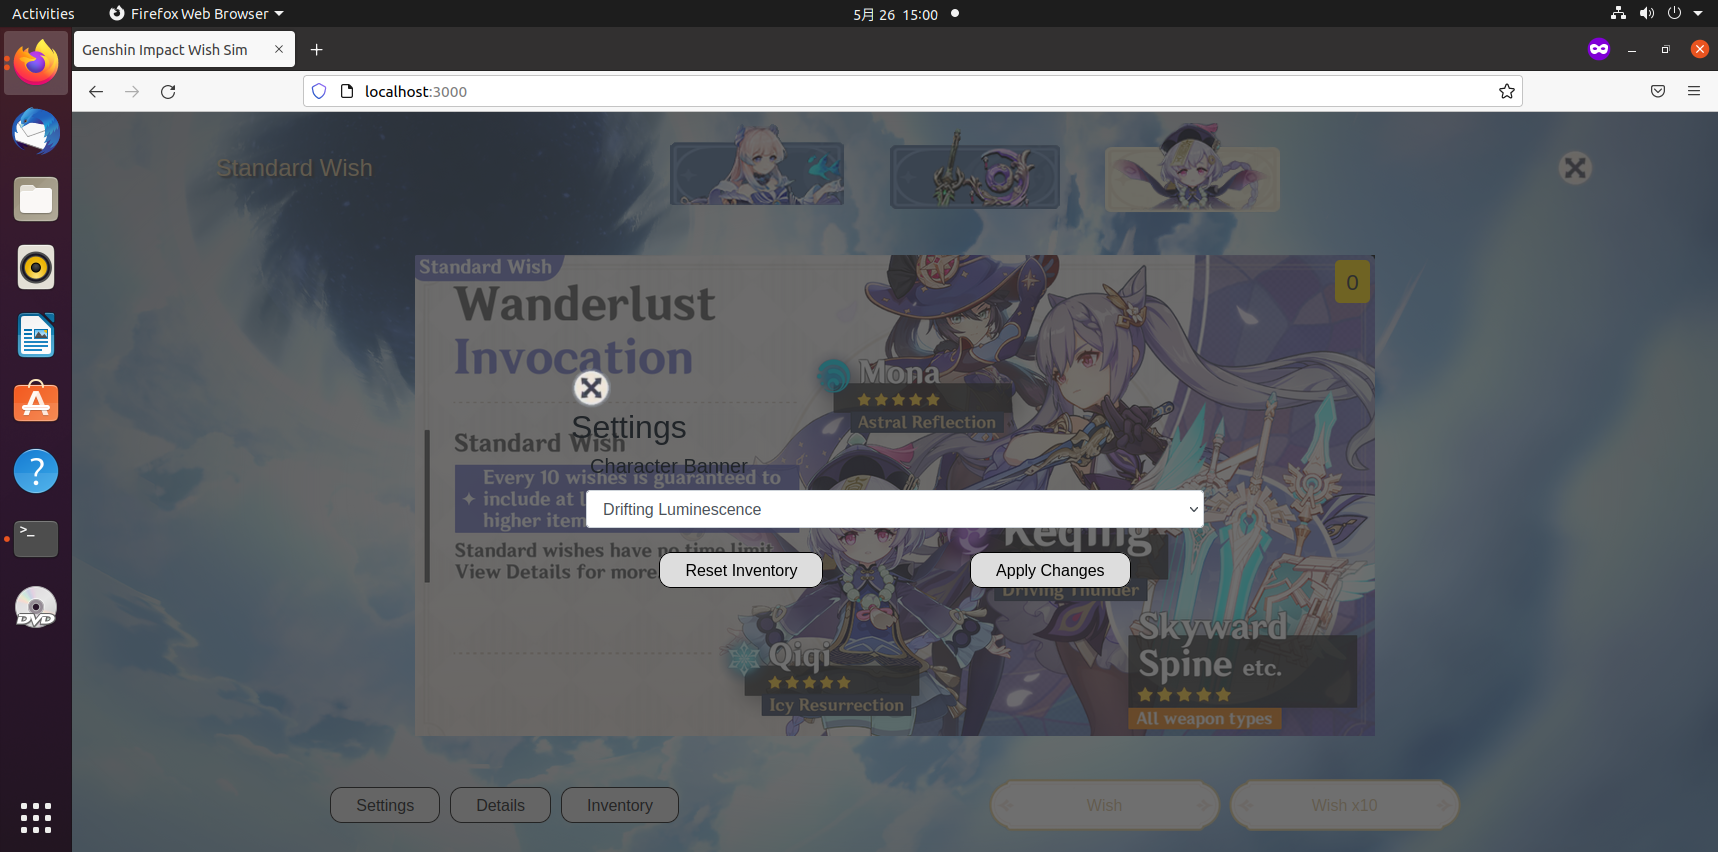 Activities
Firefox Web Browser
5月 26 15:00
Genshin Impact Wish Sim
localhost:3000
Standard Wish
Standard Wish
0
Wanderlust
Invocation
Mona
Astral Reflection
Settings
Standard Wish
Character Banner
Every 10 wishes is guaranteed to
include at l
higher item
Drifting Luminescence
Keqing
Standard wishes have no time limit
View Details for more
Reset Inventory
Apply Changes
Driving Thunder
Skyward
Spine etc.
Qiqi
Icy Resurrection
All weapon types
Settings
Details
Inventory
Wish
Wish x10
>_
?
DVD